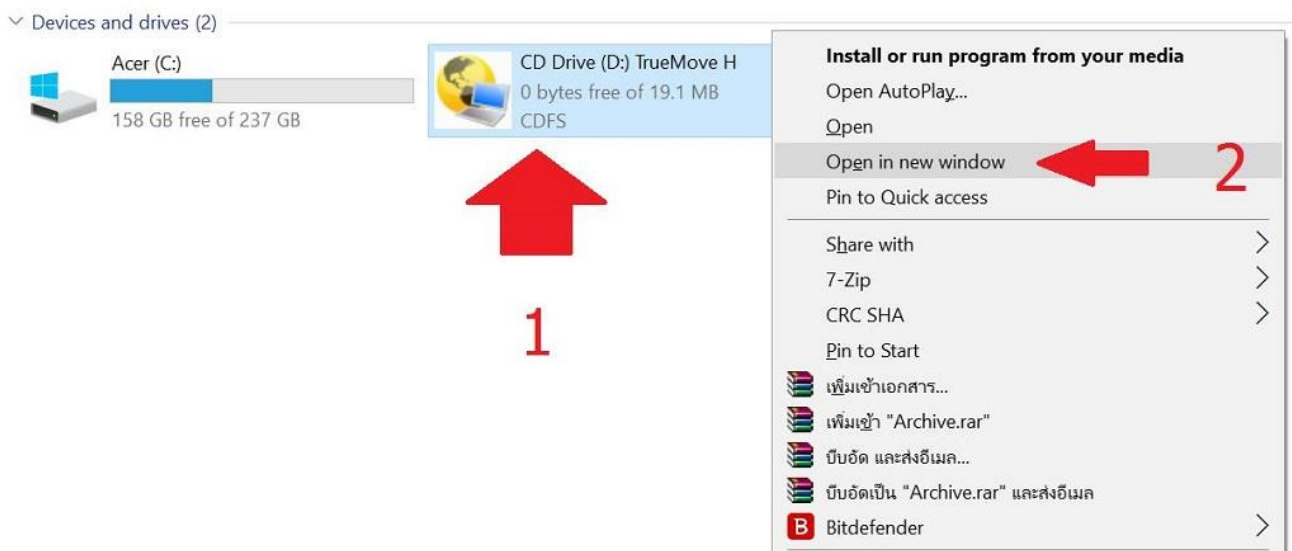 Devices and drives (2)
Acer (C:)
158 GB free of 237 GB
CD Drive (D:) TrueMove H
0 bytes free of 19.1 MB
CDFS
1
Install or run program from your media
Open AutoPlay...
Open
Open in new window
2
Pin to Quick access
Share with
7-Zip
CRC SHA
Pin to Start
เพิ่มเข้าเอกสาร...
เพิ่มเข้า "Archive.rar"
บีบอัด และส่งอีเมล...
บีบอัดเป็น "Archive.rar" และส่งอีเมล
B
Bitdefender